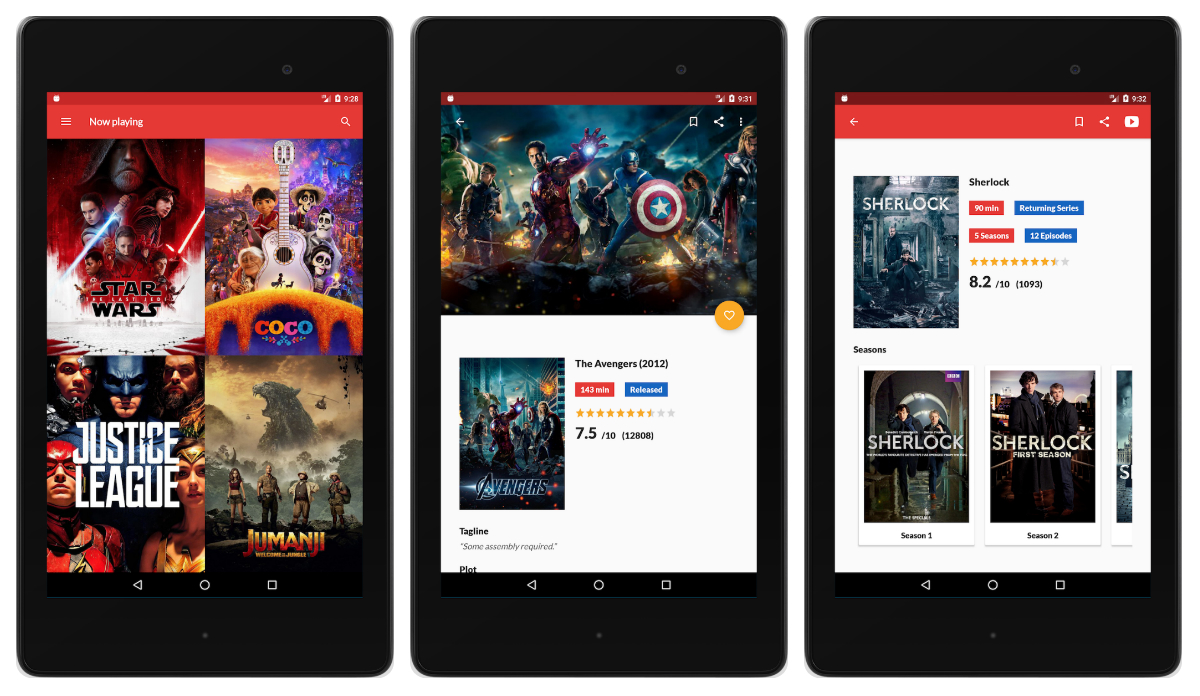 9:28
Now playing
STAR
THE LAST JEDI
WARS
COCO
JUSTICE
LEAGUE
JUMANJI
WELCOME TO THE JUNGLE
9:31
The Avengers (2012)
143 min
Released
7.5 /10 (12808)
AVENGERS
Tagline
"Some assembly required."
Plot
9:32
SHERLOCK
Sherlock
90 min
Returning Series
5 Seasons
12 Episodes
8.2 /10 (1093)
Seasons
BBC
SHERLOCK
THE SPECIALS
Season 1
SHERLOCK
FIRST SEASON
Season 2
S